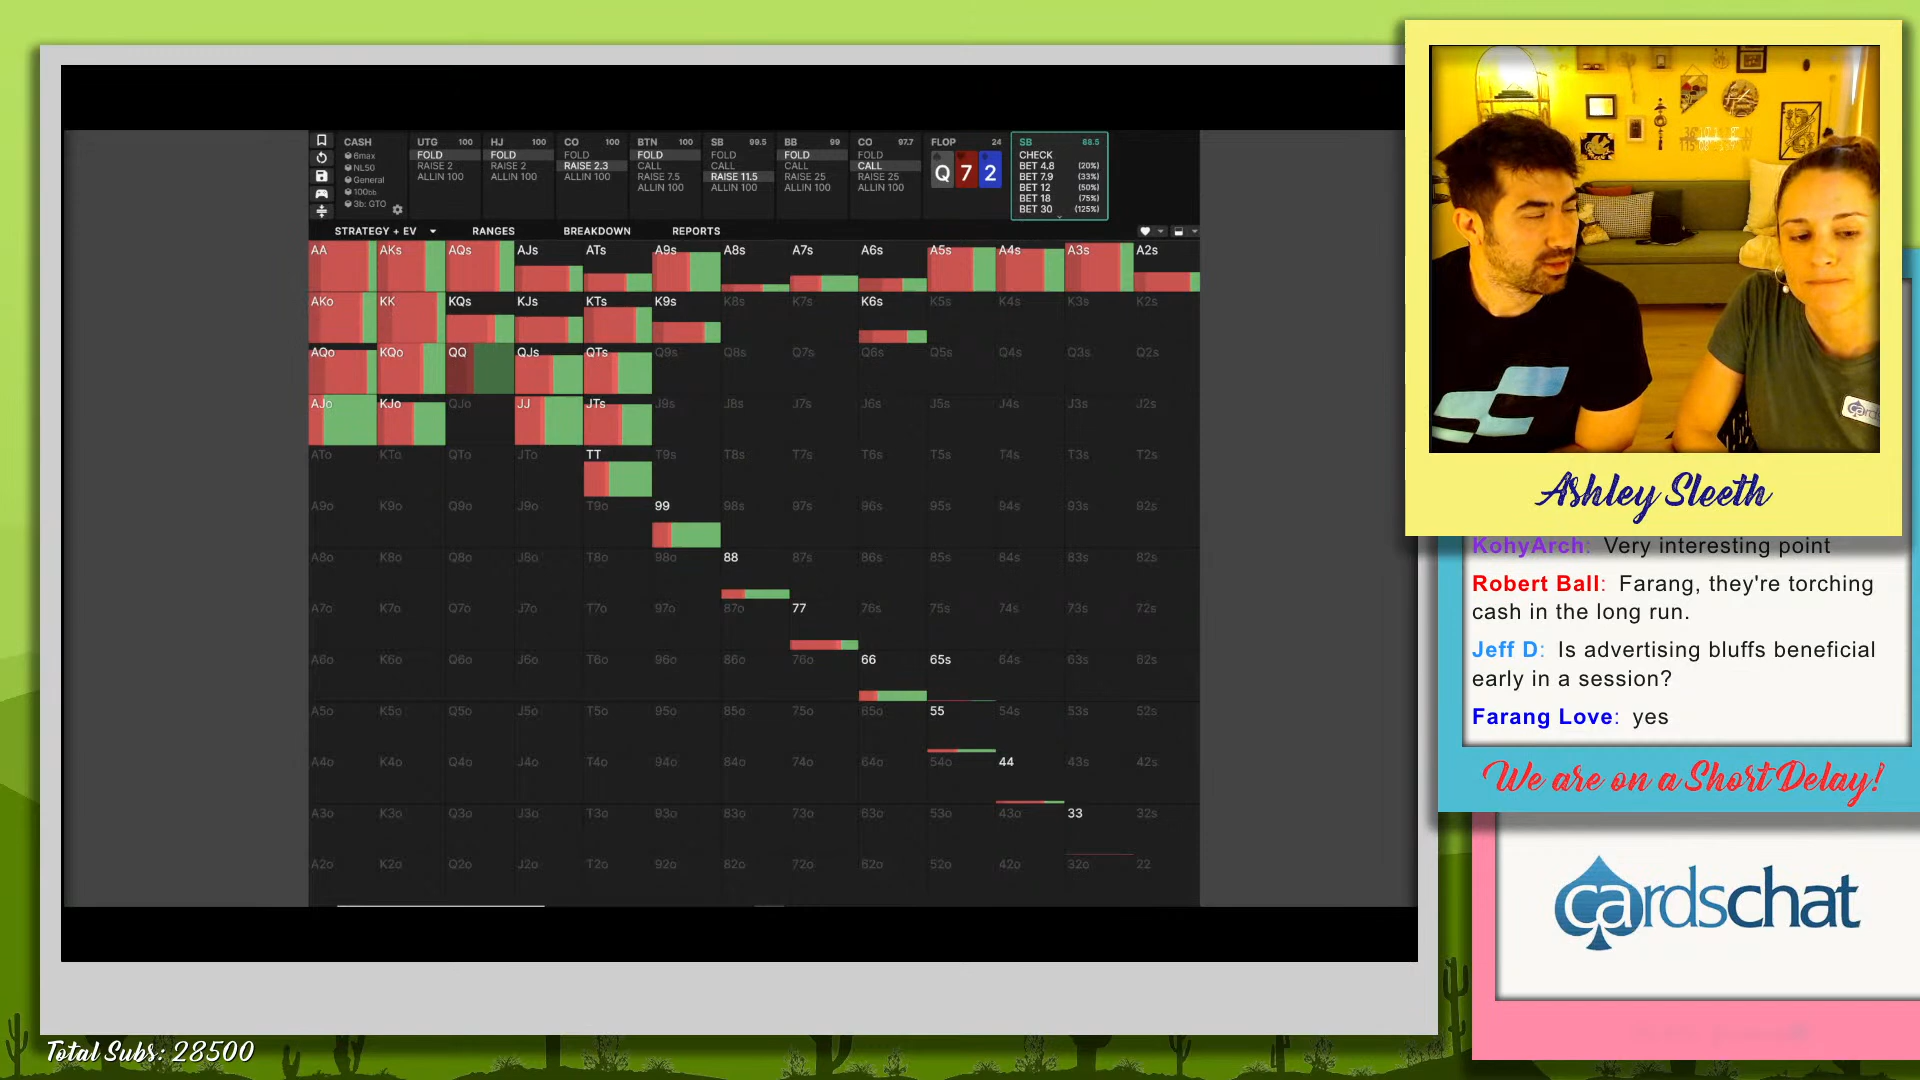 CASH
6max
NL50
General
100bb
3b: GTO
UTG 100
FOLD
RAISE 2
ALLIN 100
HJ 100
FOLD
RAISE 2
ALLIN 100
CO 100
FOLD
RAISE 2.3
ALLIN 100
BTN 100
FOLD
CALL
RAISE 7.5
ALLIN 100
SB 99.5
FOLD
CALL
RAISE 11.5
ALLIN 100
BB 99
FOLD
CALL
RAISE 25
ALLIN 100
CO 97.7
FOLD
CALL
RAISE 25
ALLIN 100
FLOP 24
Q 7 2
SB 88.5
CHECK
BET 4.8 (20%)
BET 7.9 (33%)
BET 12 (50%)
BET 18 (75%)
BET 30 (125%)
STRATEGY + EV RANGES BREAKDOWN REPORTS
AA AKs AQs AJs ATs A9s A8s A7s A6s A5s A4s A3s A2s
AKo KK KQs KJs KTs K9s K8s K7s K6s K5s K4s K3s K2s
AQo KQo QQ QJs QTs Q9s Q8s Q7s Q6s Q5s Q4s Q3s Q2s
AJo KJo QJo JJ JTs J9s J8s J7s J6s J5s J4s J3s J2s
ATo KTo QTo JTo TT T9s T8s T7s T6s T5s T4s T3s T2s
A9o K9o Q9o J9o T9o 99 98s 97s 96s 95s 94s 93s 92s
A8o K8o Q8o J8o T8o 98o 88 87s 86s 85s 84s 83s 82s
A7o K7o Q7o J7o T7o 97o 87o 77 76s 75s 74s 73s 72s
A6o K6o Q6o J6o T6o 96o 86o 76o 66 65s 64s 63s 62s
A5o K5o Q5o J5o T5o 95o 85o 75o 65o 55 54s 53s 52s
A4o K4o Q4o J4o T4o 94o 84o 74o 64o 54o 44 43s 42s
A3o K3o Q3o J3o T3o 93o 83o 73o 63o 53o 43o 33 32s
A2o K2o Q2o J2o T2o 92o 82o 72o 62o 52o 42o 32o 22
Ashley Sleeth
KohyArch: Very interesting point
Robert Ball: Farang, they're torching
cash in the long run.
Jeff D: Is advertising bluffs beneficial
early in a session?
Farang Love: yes
We are on a Short Delay!
cardschat
Total Subs: 28500